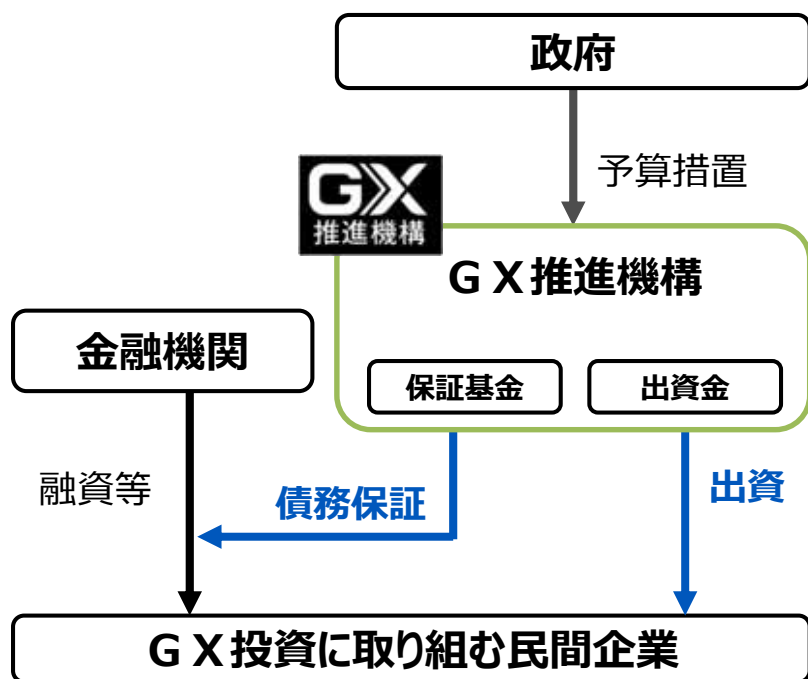 政府
予算措置
GX
推進機構
ＧＸ推進機構
金融機関
保証基金
出資金
融資等
債務保証
出資
ＧＸ投資に取り組む民間企業